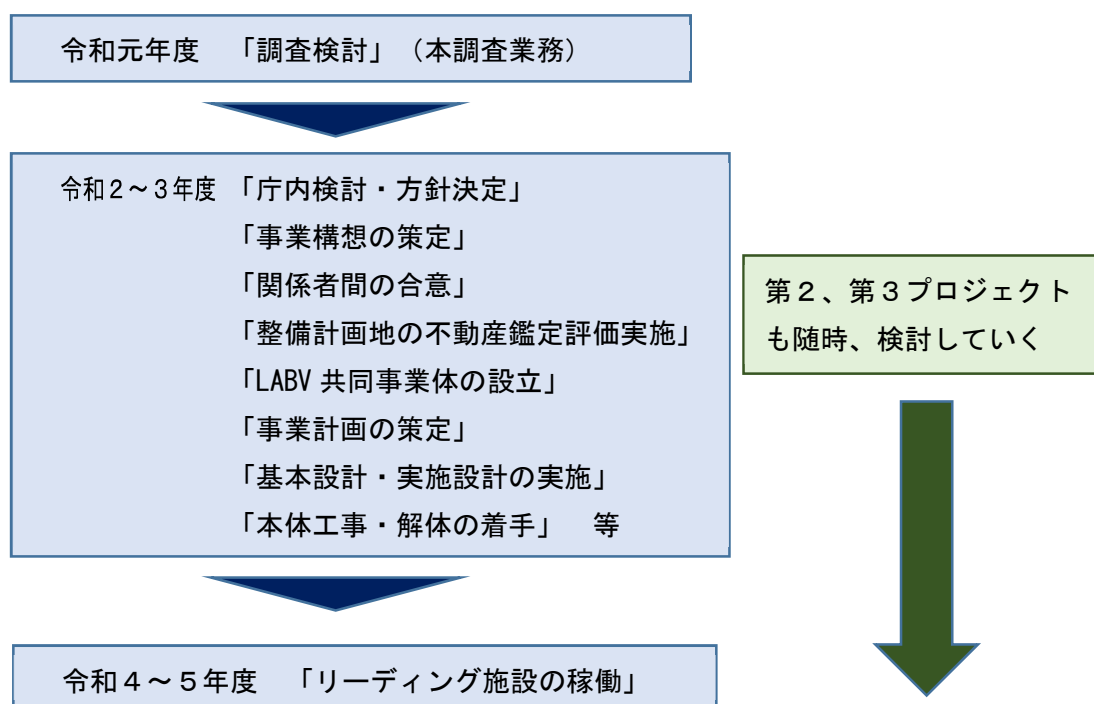 令和元年度　「調査検討」（本調査業務）
令和２～３年度 「庁内検討・方針決定」
「事業構想の策定」
「関係者間の合意」
「整備計画地の不動産鑑定評価実施」
「LABV 共同事業体の設立」
「事業計画の策定」
「基本設計・実施設計の実施」
「本体工事・解体の着手」　等
第２、第３プロジェクト
も随時、検討していく
令和４～５年度　「リーディング施設の稼働」